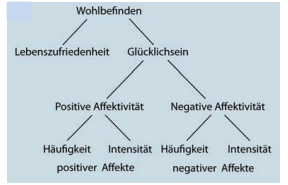 Wohlbefinden
Lebenszufriedenheit Glücklichsein
Positive Affektivität Negative Affektivität
Häufigkeit Intensität Häufigkeit Intensität
positiver Affekte negativer Affekte